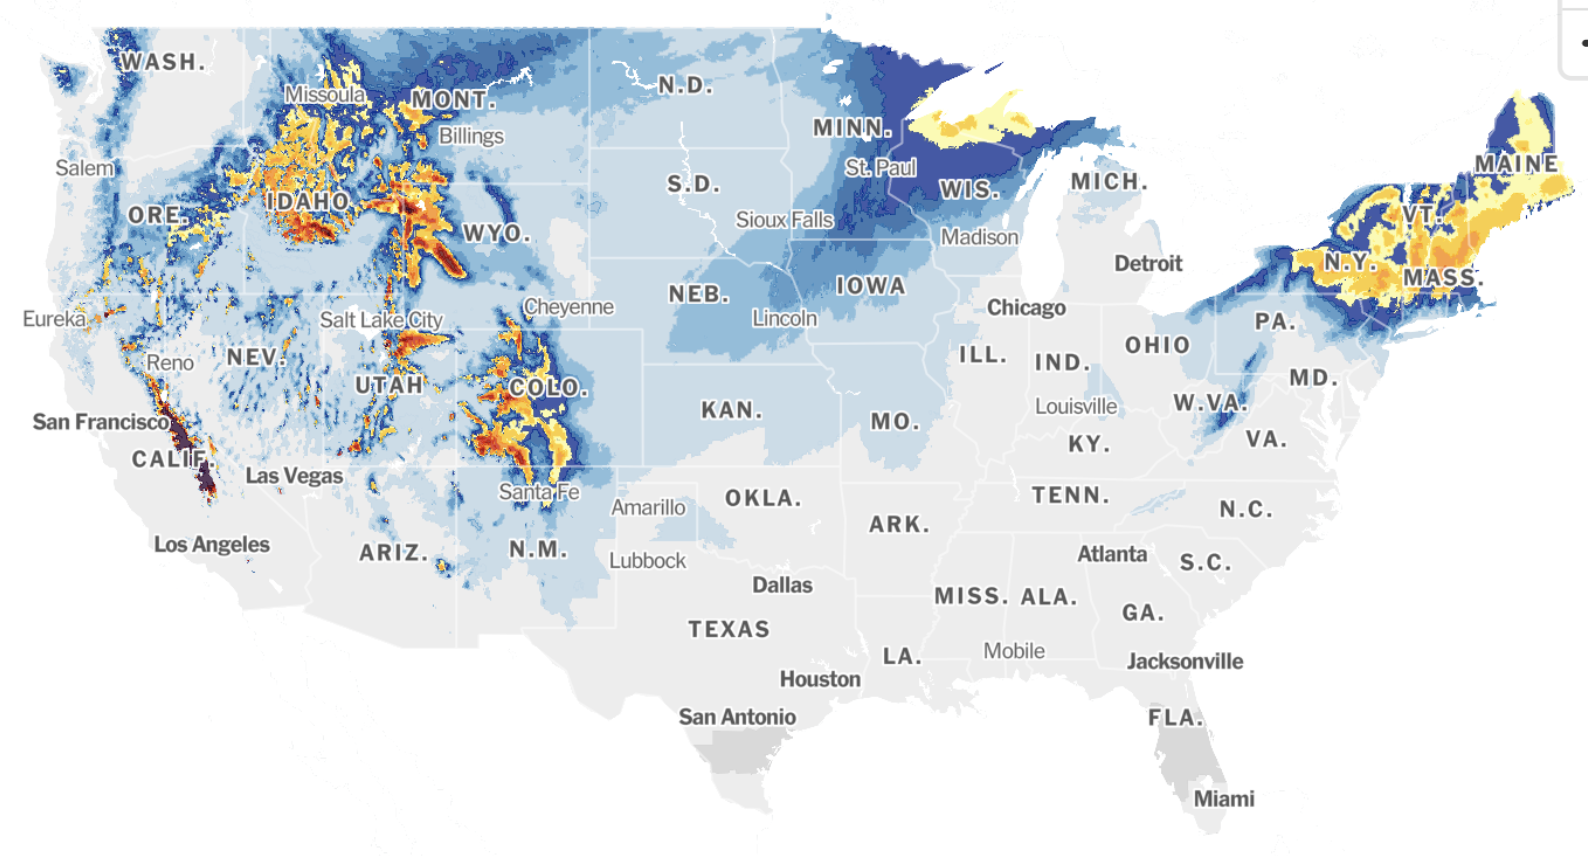 WASH.
N.D.
Missoula
MONT.
MINN.
Billings
Salem
St. Paul
MAINE
S.D.
WIS.
MICH.
IDAHO
ORE.
Sioux Falls
VT.
WYO.
Madison
Detroit
N.Y.
MASS.
NEB.
IOWA
Cheyenne
Chicago
Eureka
Salt Lake City
Lincoln
PA.
OHIO
Reno
NEV.
ILL.
IND.
UTAH
COLO.
MD.
San Francisco
KAN.
MO.
Louisville
W.VA.
CALIF.
KY.
VA.
Las Vegas
Santa Fe
Amarillo
OKLA.
TENN.
N.C.
ARK.
Los Angeles
ARIZ.
N.M.
Lubbock
Atlanta
S.C.
Dallas
MISS.
ALA.
GA.
TEXAS
LA.
Mobile
Jacksonville
Houston
San Antonio
FLA.
Miami